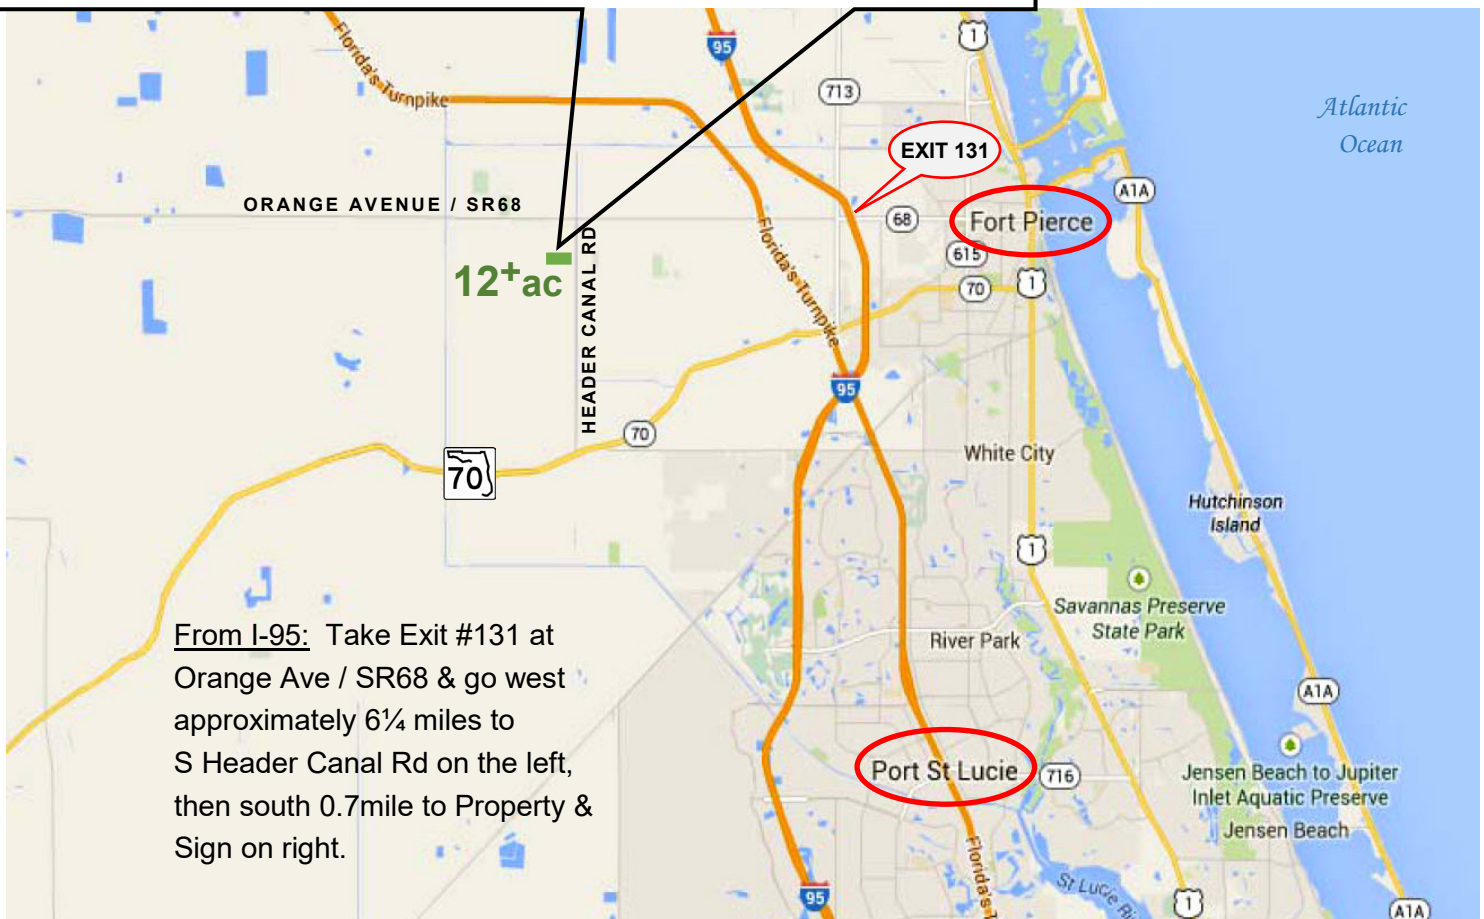 Florida's Turnpike
95
1
713
Atlantic
Ocean
EXIT 131
A1A
ORANGE AVENUE / SR68
68
Fort Pierce
615
12+ac
HEADER CANAL RD
Florida's Turnpike
70
1
95
70
70
White City
Hutchinson
Island
1
Savannas Preserve
State Park
River Park
From I-95: Take Exit #131 at
Orange Ave / SR68 & go west
approximately 6¼ miles to
S Header Canal Rd on the left,
then south 0.7mile to Property &
Sign on right.
A1A
Port St Lucie
716
Jensen Beach to Jupiter
Inlet Aquatic Preserve
Jensen Beach
Florida's T
St Lucie Ri
95
1
A1A